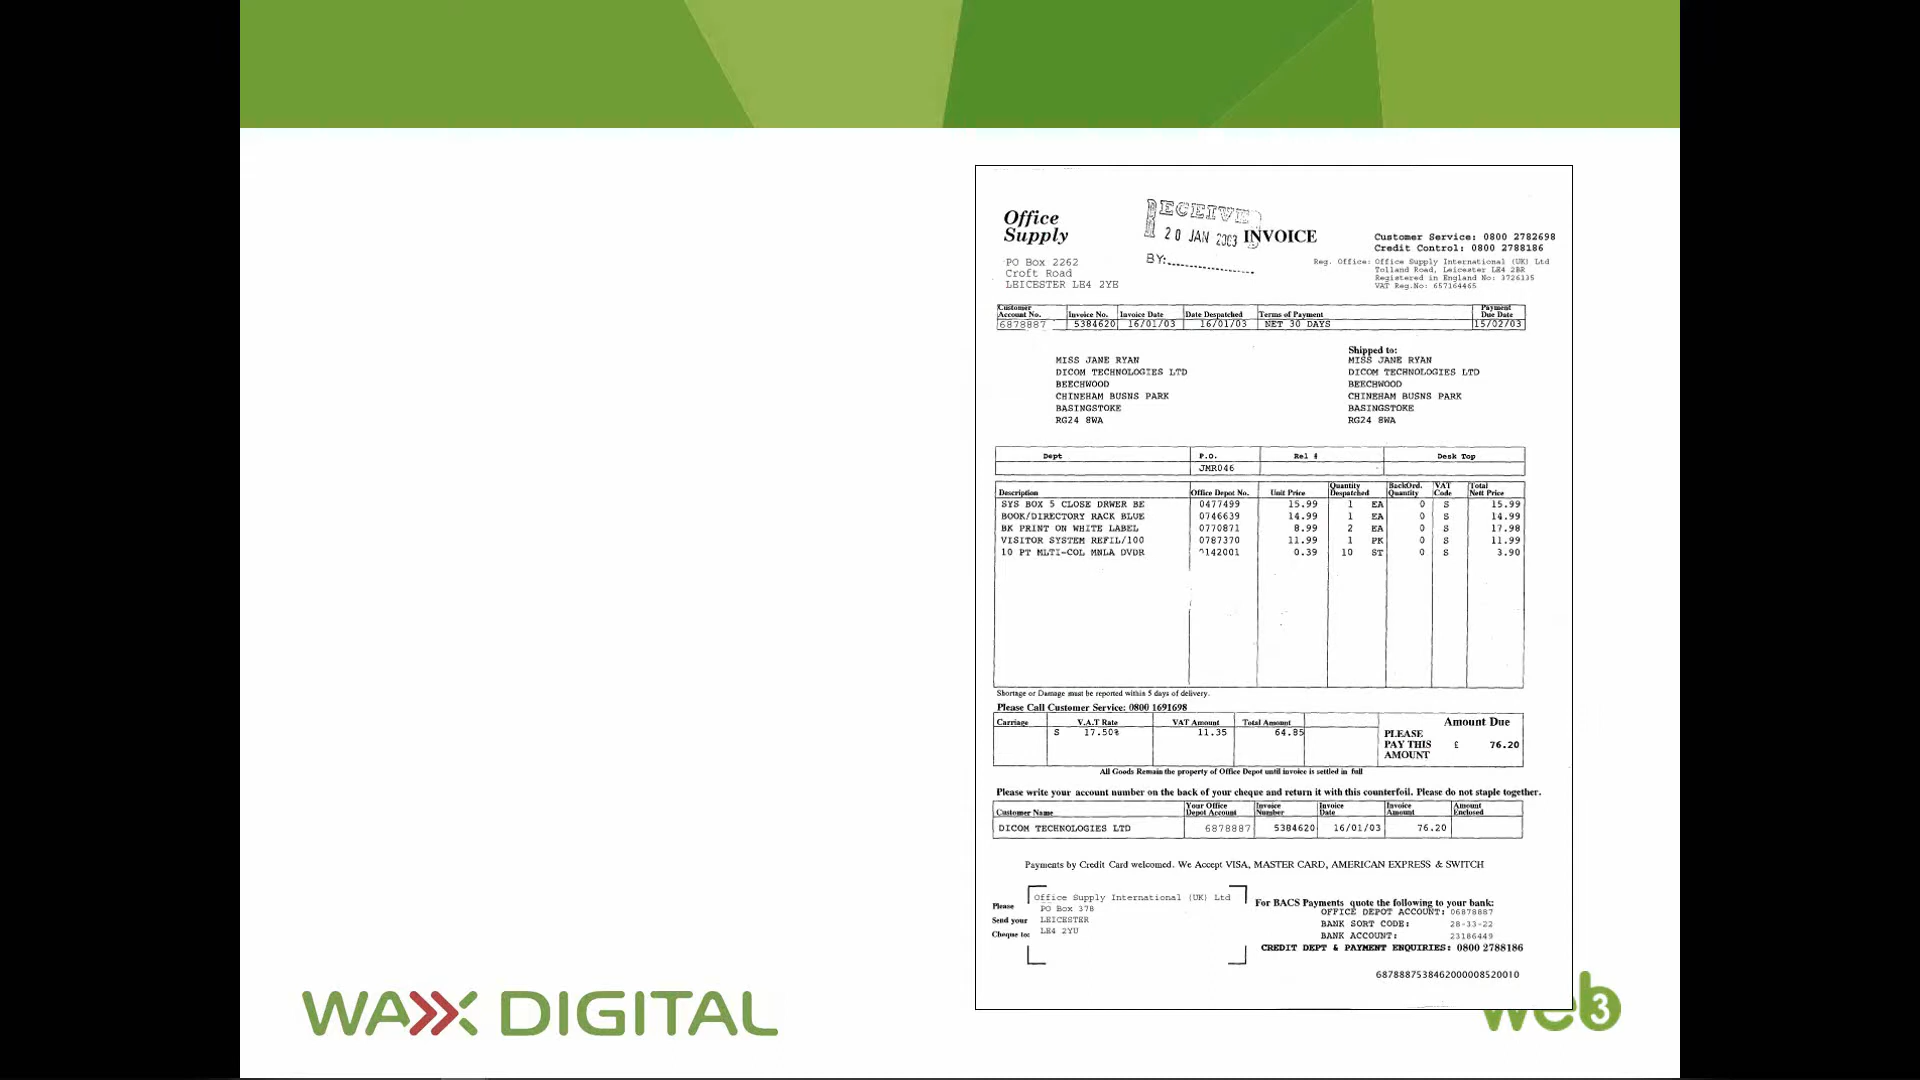 Office
Supply
PO Box 2262
Croft Road
LEICESTER LE4 2YE
RECEIVED
20 JAN 2003
BY:
INVOICE
Customer Service: 0800 2782698
Credit Control: 0800 2788186
Reg. Office: Office Supply International (UK) Ltd
Tolland Road, Leicester LE4 2BR
Registered in England No: 3726135
VAT Reg.No: 657164465
Customer Account No. Invoice No. Invoice Date Date Despatched Terms of Payment Payment Due Date
6878887 5384620 16/01/03 16/01/03 NET 30 DAYS 15/02/03
MISS JANE RYAN
DICOM TECHNOLOGIES LTD
BEECHWOOD
CHINEHAM BUSNS PARK
BASINGSTOKE
RG24 8WA
Shipped to:
MISS JANE RYAN
DICOM TECHNOLOGIES LTD
BEECHWOOD
CHINEHAM BUSNS PARK
BASINGSTOKE
RG24 8WA
Dept P.O. Rel # Desk Top
JMR046
Description Office Depot No. Unit Price Quantity Despatched BackOrd. Quantity VAT Code Total Nett Price
SYS BOX 5 CLOSE DRWER BE 0477499 15.99 1 EA 0 S 15.99
BOOK/DIRECTORY RACK BLUE 0746639 14.99 1 EA 0 S 14.99
BK PRINT ON WHITE LABEL 0770871 8.99 2 EA 0 S 17.98
VISITOR SYSTEM REFIL/100 0787370 11.99 1 PK 0 S 11.99
10 PT MLTI-COL MNLA DVDR 0142001 0.39 10 ST 0 S 3.90
Shortage or Damage must be reported within 5 days of delivery.
Please Call Customer Service: 0800 1691698
Carriage V.A.T Rate VAT Amount Total Amount Amount Due
S 17.50% 11.35 64.85
PLEASE
PAY THIS £ 76.20
AMOUNT
All Goods Remain the property of Office Depot until invoice is settled in full
Please write your account number on the back of your cheque and return it with this counterfoil. Please do not staple together.
Customer Name Your Office Depot Account Invoice Number Invoice Date Invoice Amount Amount Enclosed
DICOM TECHNOLOGIES LTD 6878887 5384620 16/01/03 76.20
Payments by Credit Card welcomed. We Accept VISA, MASTER CARD, AMERICAN EXPRESS & SWITCH
Please
Send your
Cheque to:
Office Supply International (UK) Ltd
PO Box 378
LEICESTER
LE4 2YU
For BACS Payments quote the following to your bank:
OFFICE DEPOT ACCOUNT: 06878887
BANK SORT CODE: 28-33-22
BANK ACCOUNT: 23186449
CREDIT DEPT & PAYMENT ENQUIRIES: 0800 2788186
6878887538462000008520010
WAX DIGITAL
web3